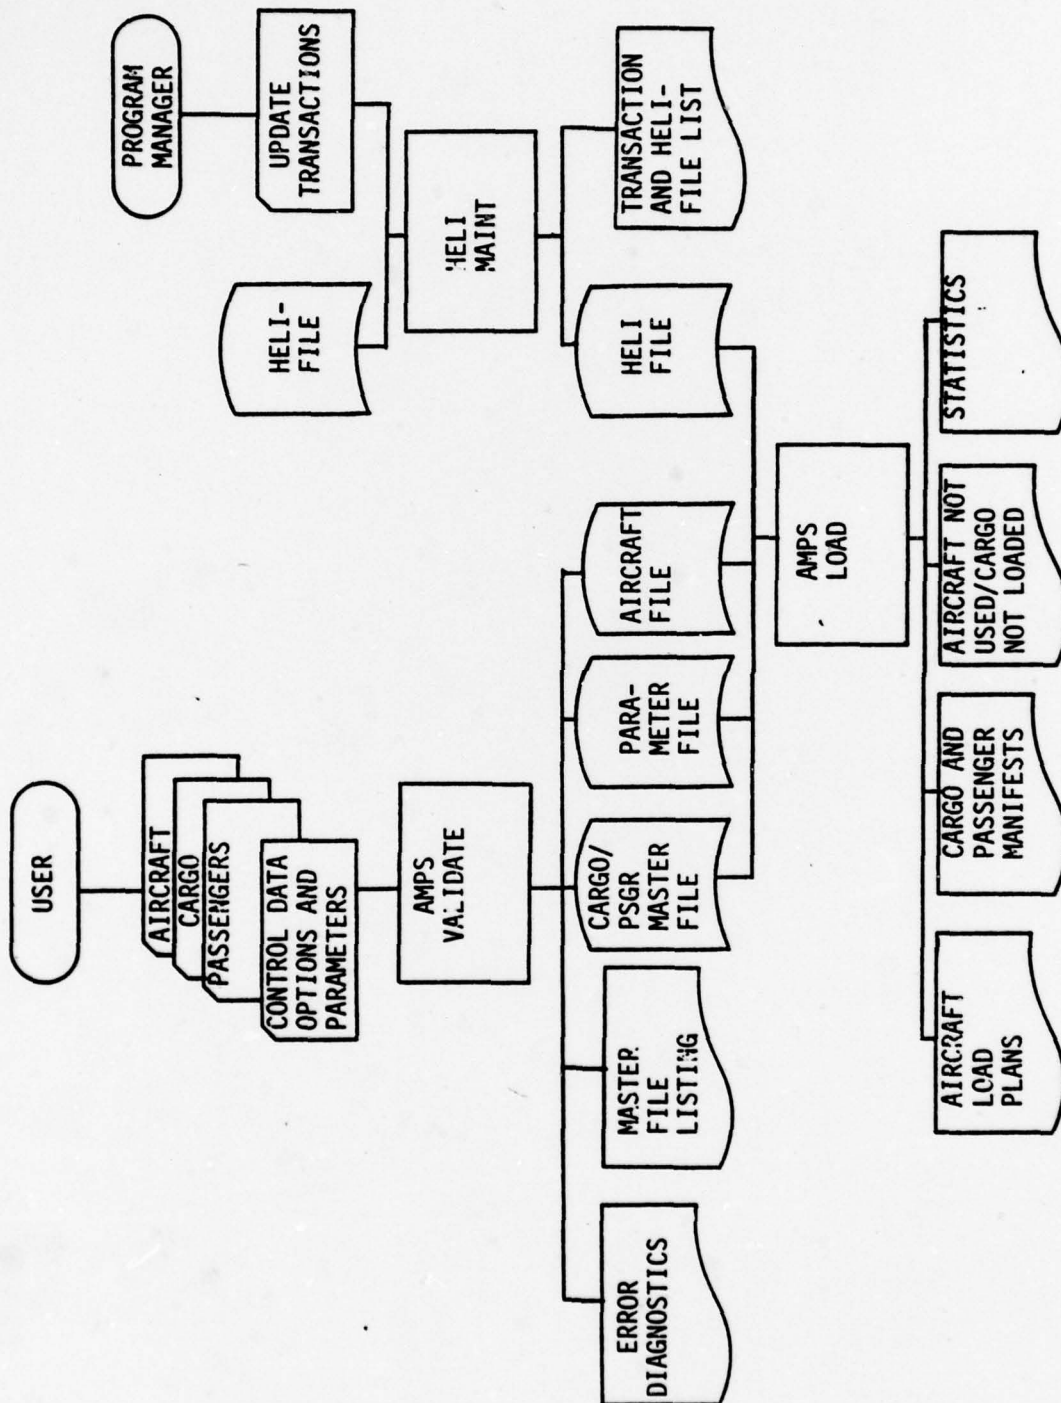 USER
AIRCRAFT
CARGO
PASSENGERS
CONTROL DATA
OPTIONS AND
PARAMETERS
AMPS
VALIDATE
ERROR
DIAGNOSTICS
MASTER
FILE
LISTING
CARGO/
PSGR
MASTER
FILE
PARA-
METER
FILE
AIRCRAFT
FILE
PROGRAM
MANAGER
UPDATE
TRANSACTIONS
HELI-
FILE
HELI
MAINT
HELI
FILE
TRANSACTION
AND HELI-
FILE LIST
AMPS
LOAD
AIRCRAFT
LOAD
PLANS
CARGO AND
PASSENGER
MANIFESTS
AIRCRAFT NOT
USED/CARGO
NOT LOADED
STATISTICS